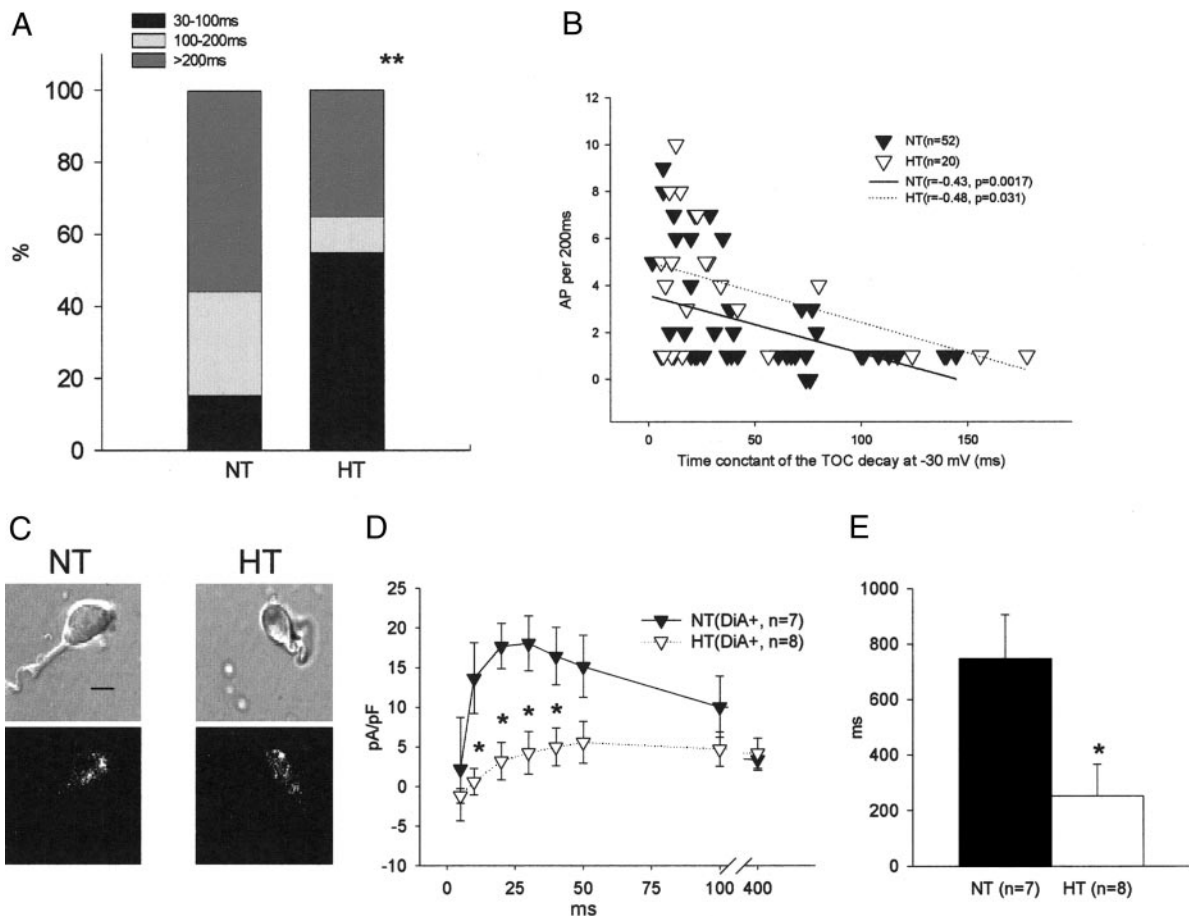 A
30-100ms
100-200ms
>200ms
**
100
80
60
40
20
0
%
NT
HT
B
12
10
8
6
4
2
0
AP per 200ms
NT(n=52)
HT(n=20)
NT(r=-0.43, p=0.0017)
HT(r=-0.48, p=0.031)
0
50
100
150
Time conctant of the TOC decay at -30 mV (ms)
C
NT
HT
D
25
20
15
10
5
0
-5
-10
pA/pF
NT(DiA+, n=7)
HT(DiA+, n=8)
*
*
*
*
0
25
50
75
100
400
ms
E
1000
800
600
400
200
0
ms
*
NT (n=7)
HT (n=8)